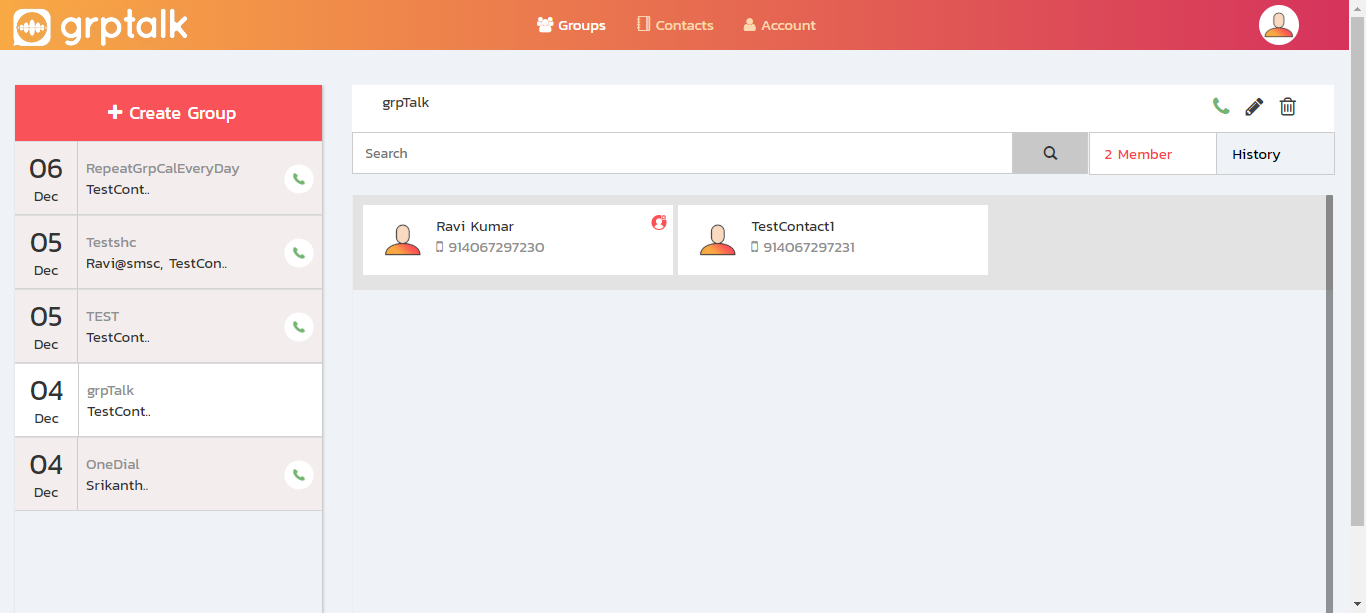 grptalk
Groups
Contacts
Account
Create Group
06
Dec
RepeatGrpCalEveryDay
TestCont..
05
Dec
Testshc
Ravi@smsc, TestCon..
05
Dec
TEST
TestCont..
04
Dec
grpTalk
TestCont..
04
Dec
OneDial
Srikanth..
grpTalk
Search
2 Member
History
Ravi Kumar
914067297230
TestContact1
914067297231